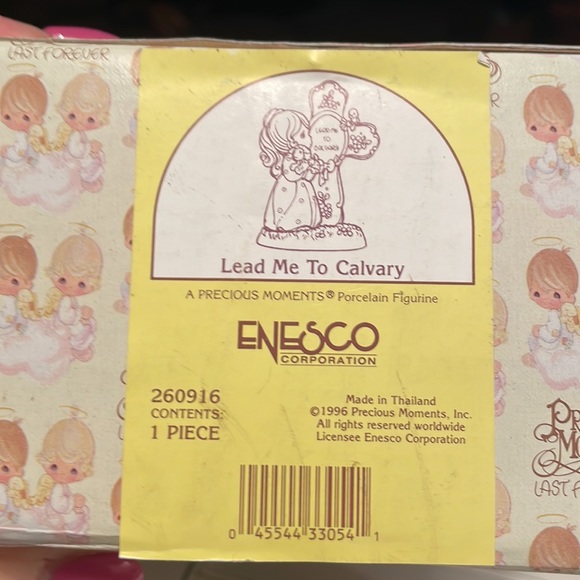 LAST FOREVER
LEAD ME
TO
CALVARY
Lead Me To Calvary
A PRECIOUS MOMENTS® Porcelain Figurine
ENESCO
CORPORATION
260916
CONTENTS:
1 PIECE
Made in Thailand
©1996 Precious Moments, Inc.
All rights reserved worldwide
Licensee Enesco Corporation
0 45544 33054 1
LAST F